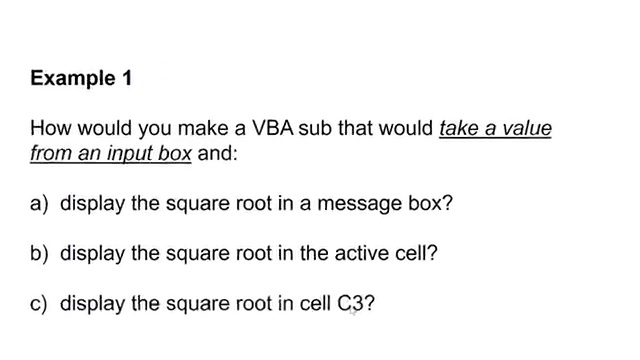 Example 1
How would you make a VBA sub that would take a value
from an input box and:
a) display the square root in a message box?
b) display the square root in the active cell?
c) display the square root in cell C3?